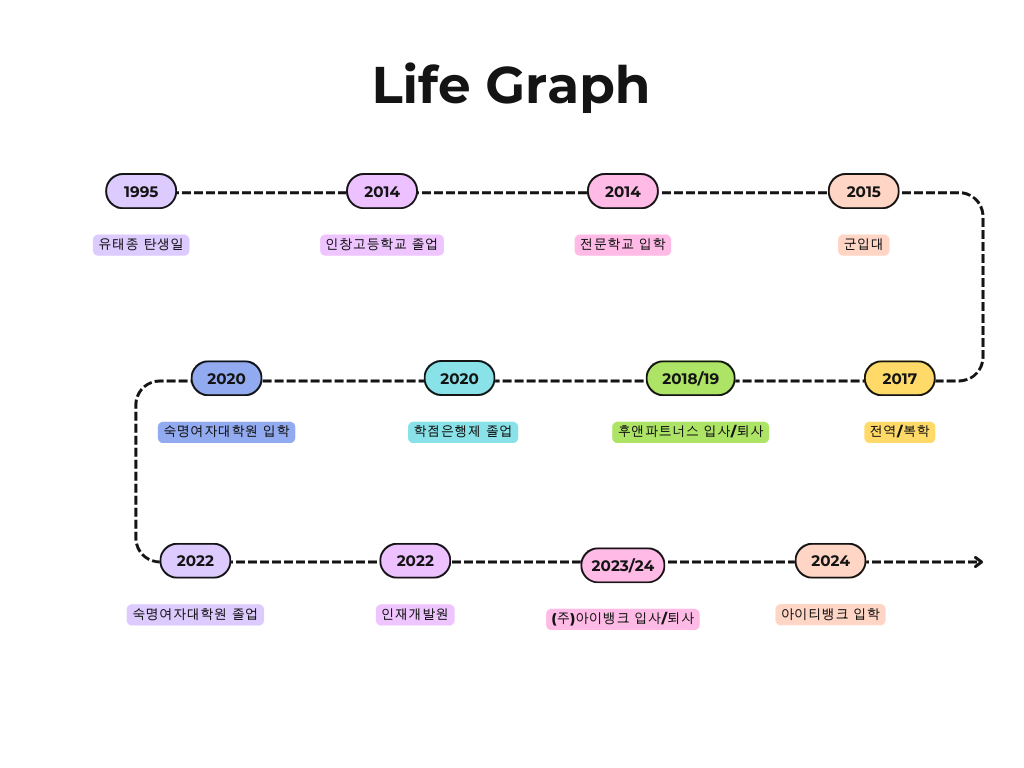 Life Graph
1995
2014
2014
2015
유태종 탄생일
인창고등학교 졸업
전문학교 입학
군입대
2020
2020
2018/19
2017
숙명여자대학원 입학
학점은행제 졸업
후앤파트너스 입사/퇴사
전역/복학
2022
2022
2023/24
2024
숙명여자대학원 졸업
인재개발원
(주)아이뱅크 입사/퇴사
아이티뱅크 입학